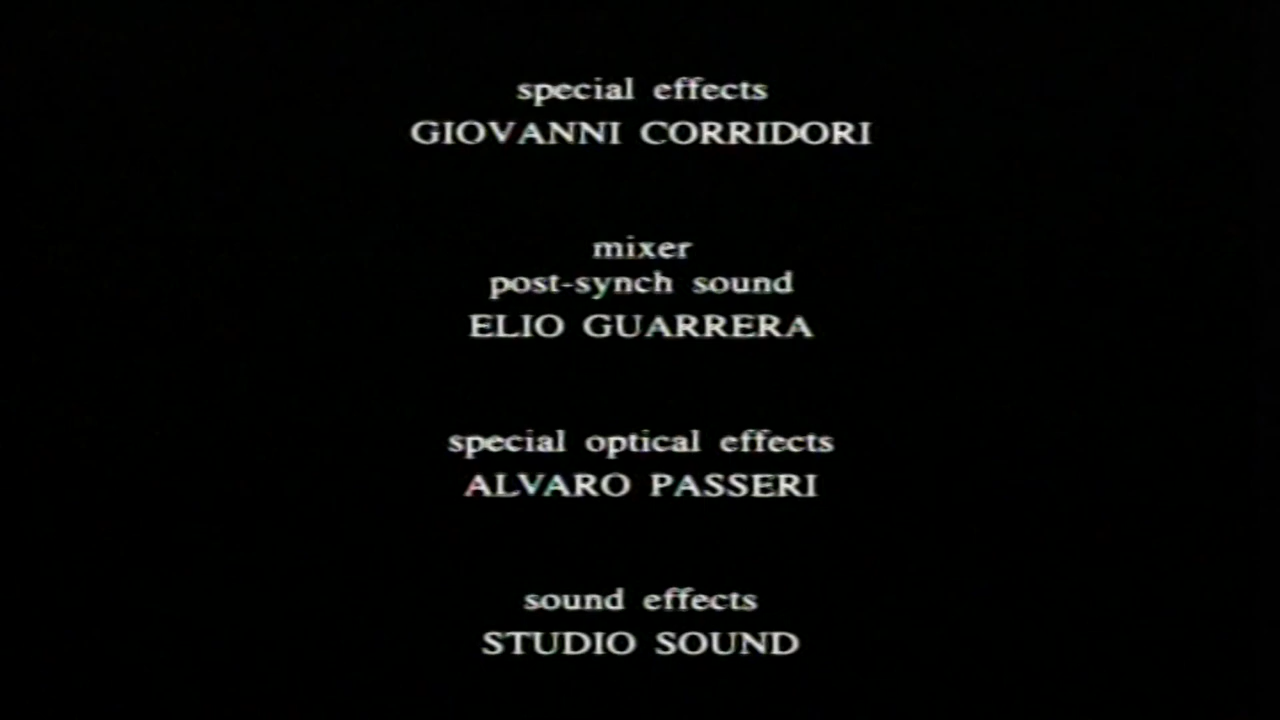 special effects
GIOVANNI CORRIDORI
mixer
post-synch sound
ELIO GUARRERA
special optical effects
ALVARO PASSERI
sound effects
STUDIO SOUND